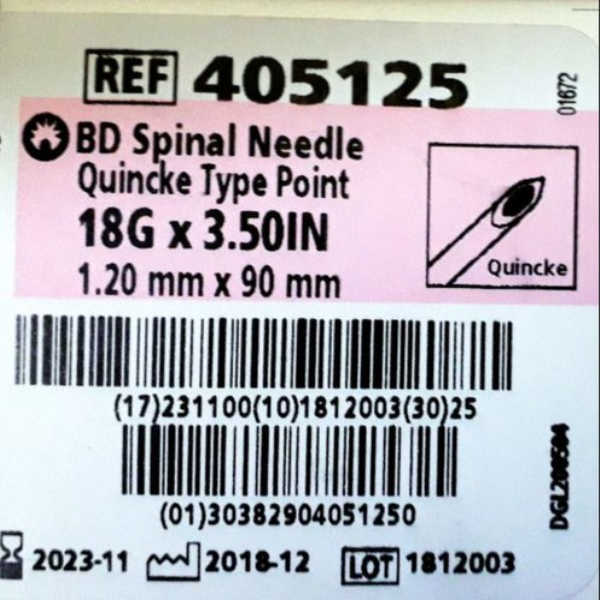 REF 405125
01672
BD Spinal Needle
Quincke Type Point
18G x 3.50IN
1.20 mm x 90 mm
Quincke
(17)231100(10)1812003(30)25
(01)30382904051250
2023-11 2018-12 LOT 1812003